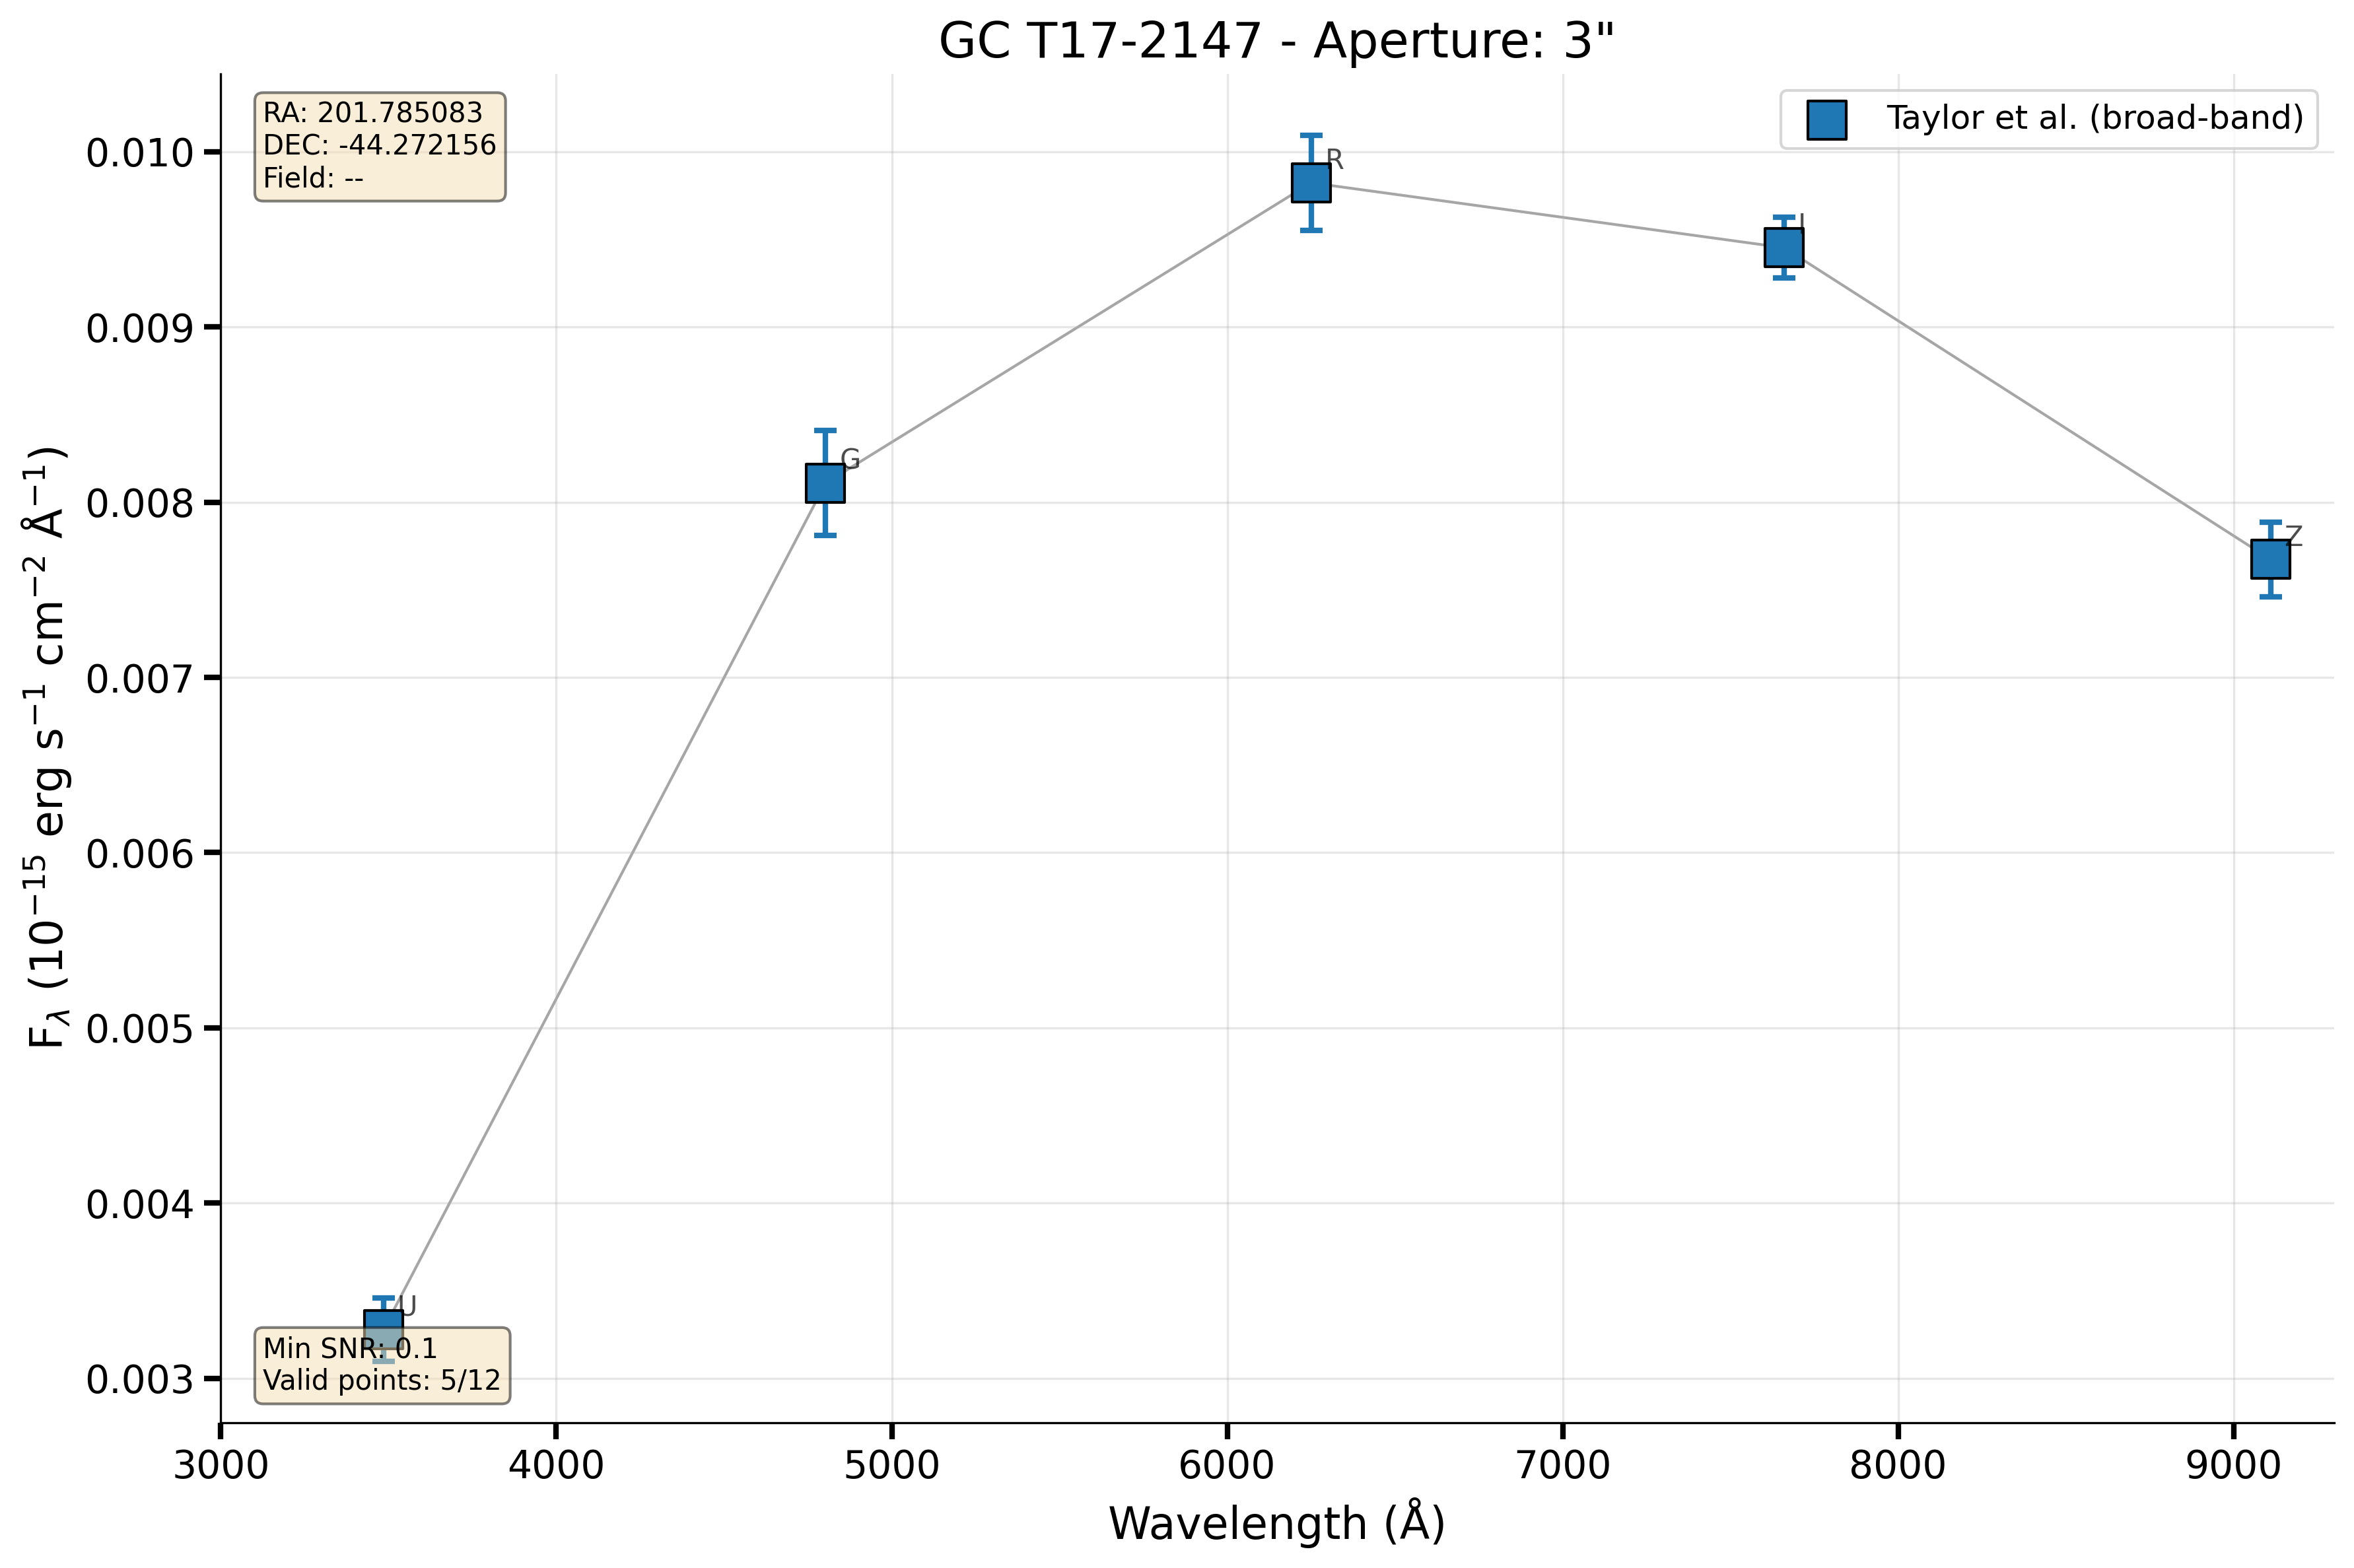 GC T17-2147 - Aperture: 3"
RA: 201.785083
DEC: -44.272156
Field: --
Taylor et al. (broad-band)
R
I
G
Z
U
Min SNR: 0.1
Valid points: 5/12
0.010
0.009
0.008
0.007
0.006
0.005
0.004
0.003
F_λ (10⁻¹⁵ erg s⁻¹ cm⁻² Å⁻¹)
3000 4000 5000 6000 7000 8000 9000
Wavelength (Å)